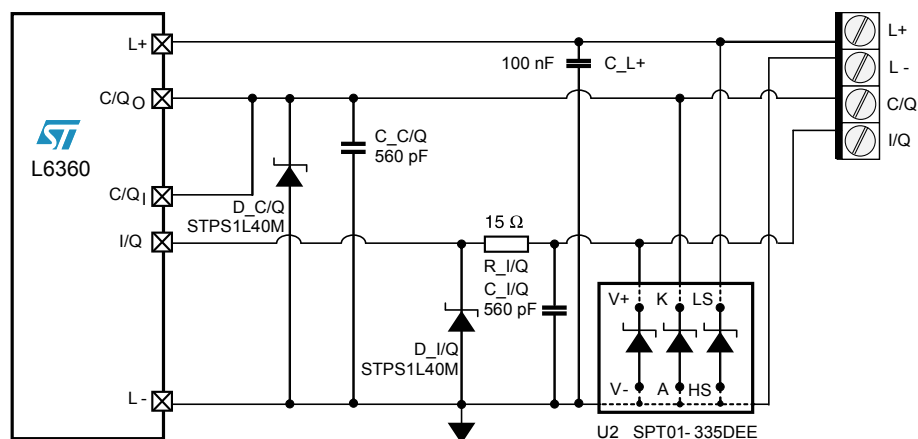 L+
C/QO
ST
L6360
C/QI
I/Q
L -
D_C/Q
STPS1L40M
C_C/Q
560 pF
100 nF
C_L+
15 Ω
R_I/Q
C_I/Q
560 pF
D_I/Q
STPS1L40M
V+
K
LS
V-
A
HS
U2 SPT01- 335DEE
L+
L -
C/Q
I/Q